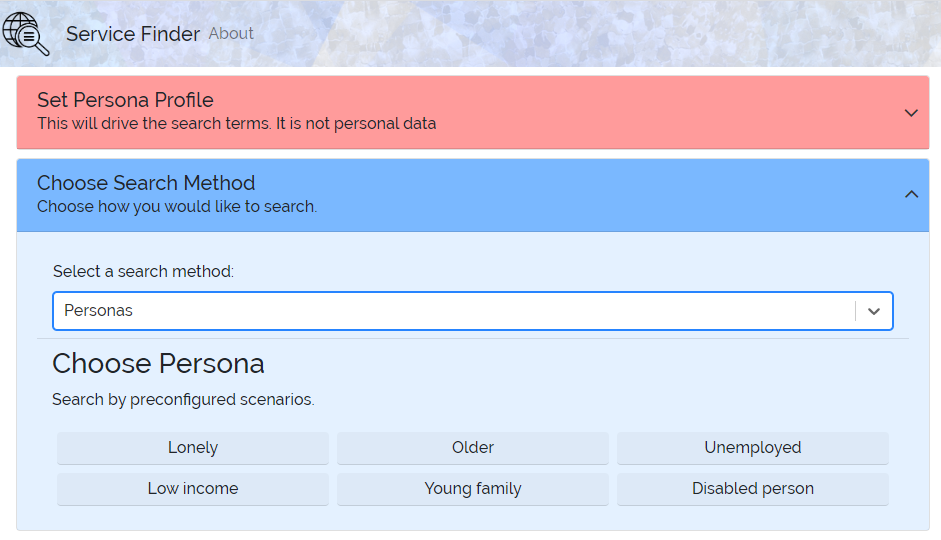 Service Finder About
Set Persona Profile
This will drive the search terms. It is not personal data
Choose Search Method
Choose how you would like to search.
Select a search method:
Personas
Choose Persona
Search by preconfigured scenarios.
Lonely Older Unemployed
Low income Young family Disabled person